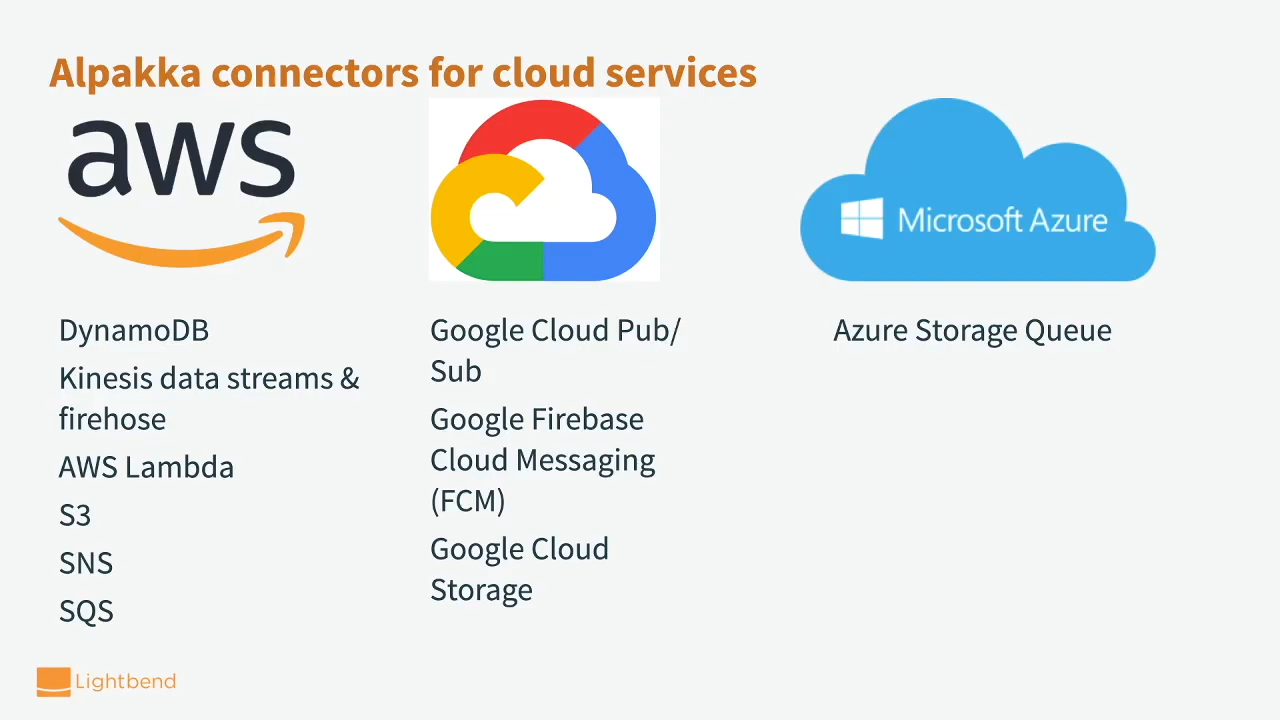 Alpakka connectors for cloud services
aws
Microsoft Azure
DynamoDB
Kinesis data streams &
firehose
AWS Lambda
S3
SNS
SQS
Google Cloud Pub/
Sub
Google Firebase
Cloud Messaging
(FCM)
Google Cloud
Storage
Azure Storage Queue
Lightbend